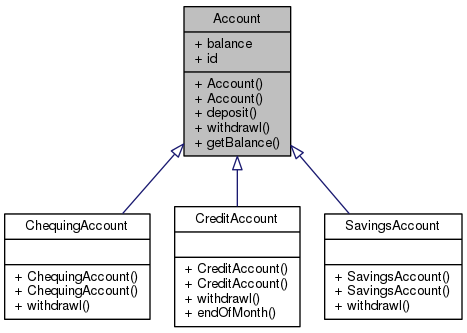 Account
+ balance
+ id
+ Account()
+ Account()
+ deposit()
+ withdrawl()
+ getBalance()
ChequingAccount
+ ChequingAccount()
+ ChequingAccount()
+ withdrawl()
CreditAccount
+ CreditAccount()
+ CreditAccount()
+ withdrawl()
+ endOfMonth()
SavingsAccount
+ SavingsAccount()
+ SavingsAccount()
+ withdrawl()